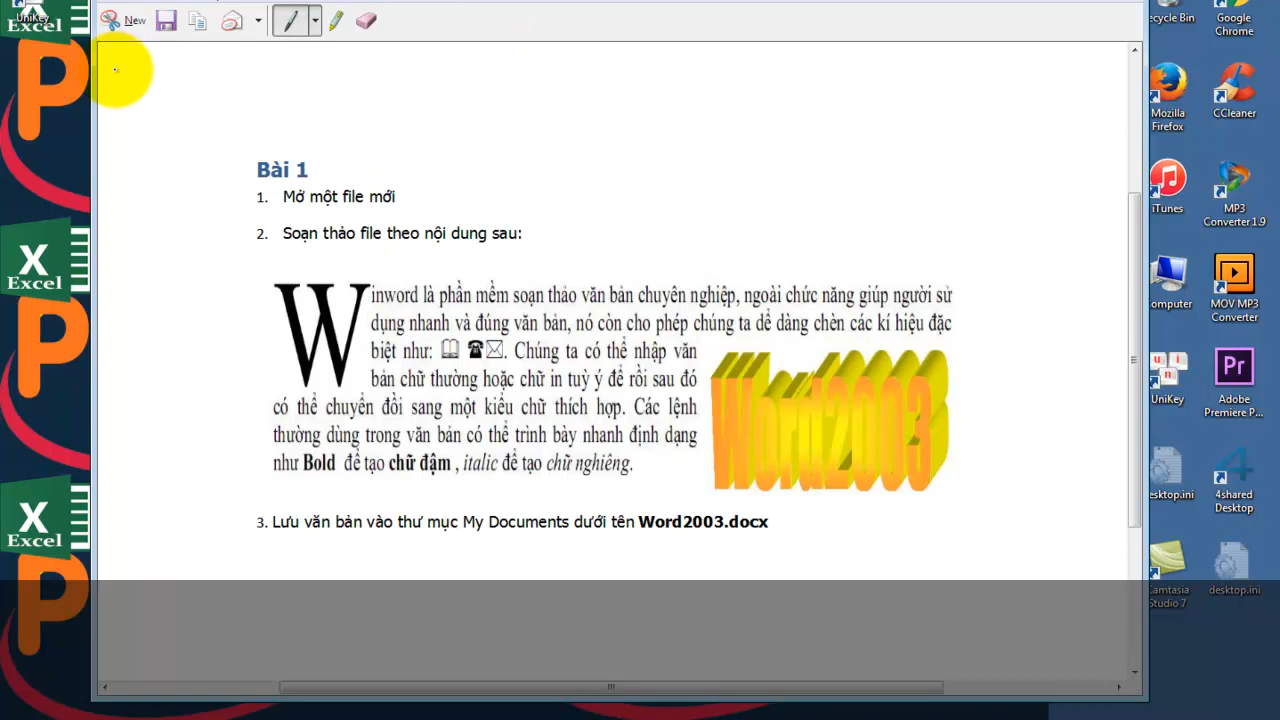 UniKey
Excel
P
X
Excel
P
X
Excel
P
New
Bài 1
1. Mở một file mới
2. Soạn thảo file theo nội dung sau:
Winword là phần mềm soạn thảo văn bản chuyên nghiệp, ngoài chức năng giúp người sử
dụng nhanh và đúng văn bản, nó còn cho phép chúng ta dể dàng chèn các kí hiệu đặc
biệt như: 🕮 ☎✉. Chúng ta có thể nhập văn
bản chữ thường hoặc chữ in tuỳ ý để rồi sau đó
có thể chuyển đổi sang một kiểu chữ thích hợp. Các lệnh
thường dùng trong văn bản có thể trình bày nhanh định dạng
như Bold để tạo chữ đậm , italic để tạo chữ nghiêng.
Word2003
3. Lưu văn bản vào thư mục My Documents dưới tên Word2003.docx
ecycle Bin
Google
Chrome
Mozilla
Firefox
CCleaner
iTunes
MP3
Converter 1.9
omputer
MOV MP3
Converter
u i
n
UniKey
Pr
Adobe
Premiere P...
esktop.ini
4shared
Desktop
Camtasia
Studio 7
desktop.ini